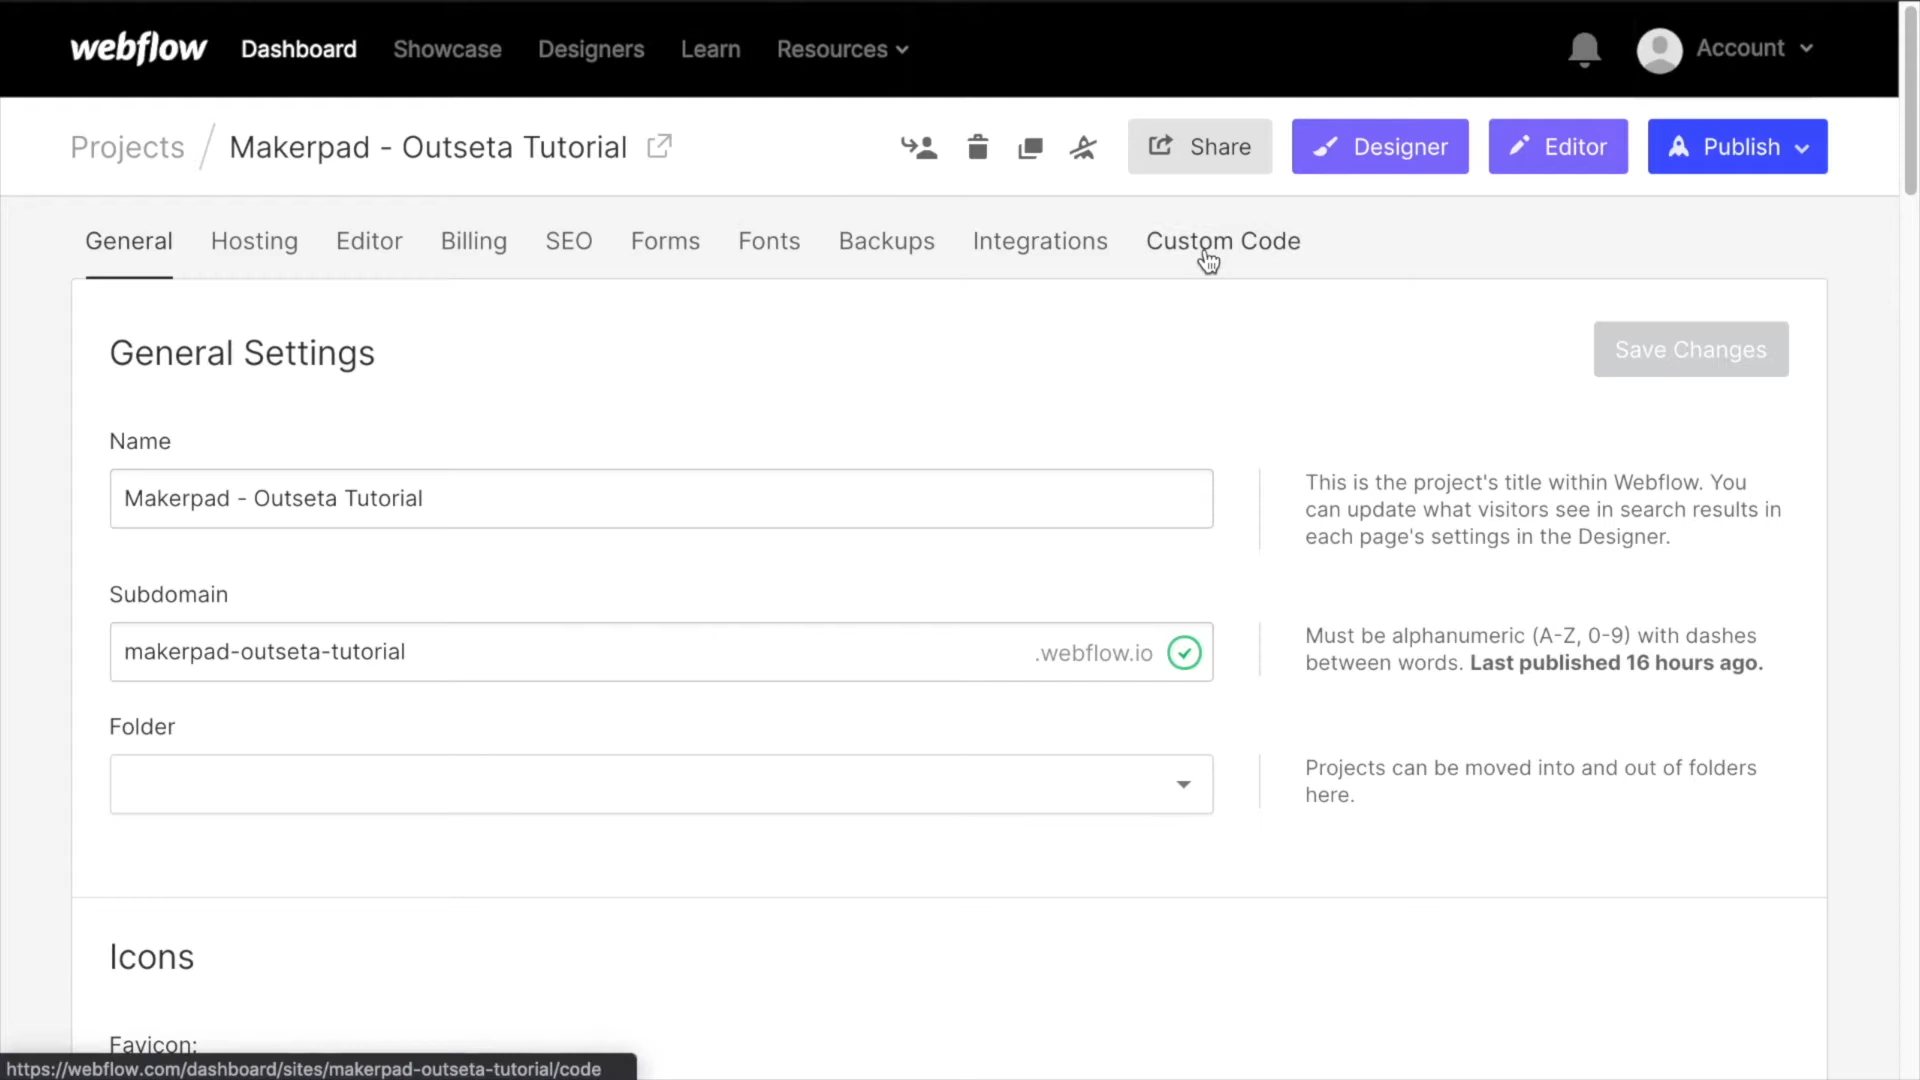 webflow Dashboard Showcase Designers Learn Resources Account
Projects / Makerpad - Outseta Tutorial Share Designer Editor Publish
General Hosting Editor Billing SEO Forms Fonts Backups Integrations Custom Code
General Settings Save Changes
Name
Makerpad - Outseta Tutorial
This is the project's title within Webflow. You
can update what visitors see in search results in
each page's settings in the Designer.
Subdomain
makerpad-outseta-tutorial .webflow.io
Must be alphanumeric (A-Z, 0-9) with dashes
between words. Last published 16 hours ago.
Folder
Projects can be moved into and out of folders
here.
Icons
Favicon:
https://webflow.com/dashboard/sites/makerpad-outseta-tutorial/code